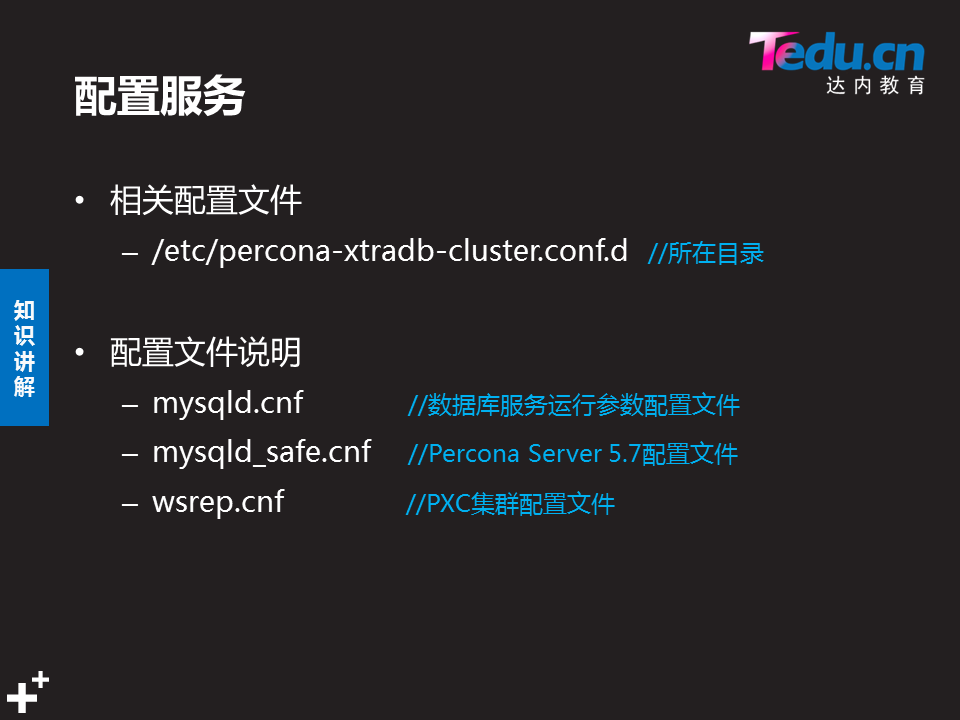 Tedu.cn
达内教育
配置服务
• 相关配置文件
– /etc/percona-xtradb-cluster.conf.d //所在目录
知识讲解
• 配置文件说明
– mysqld.cnf //数据库服务运行参数配置文件
– mysqld_safe.cnf //Percona Server 5.7配置文件
– wsrep.cnf //PXC集群配置文件